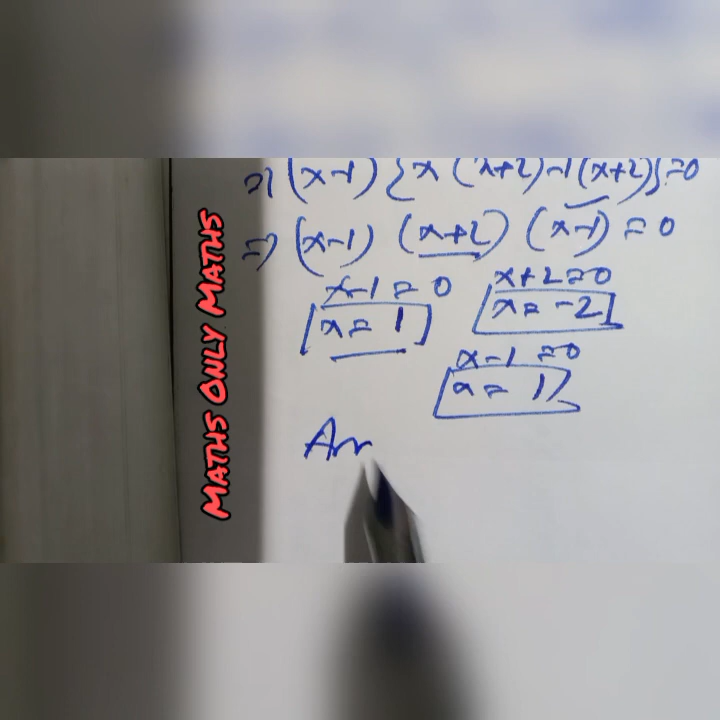 ⇒ (x-1) {x (x+2)-1(x+2)}=0
⇒ (x-1) (x+2) (x-1) = 0
x-1 = 0
x = 1
x+2=0
x = -2
x-1 = 0
x = 1
An
MATHS ONLY MATHS